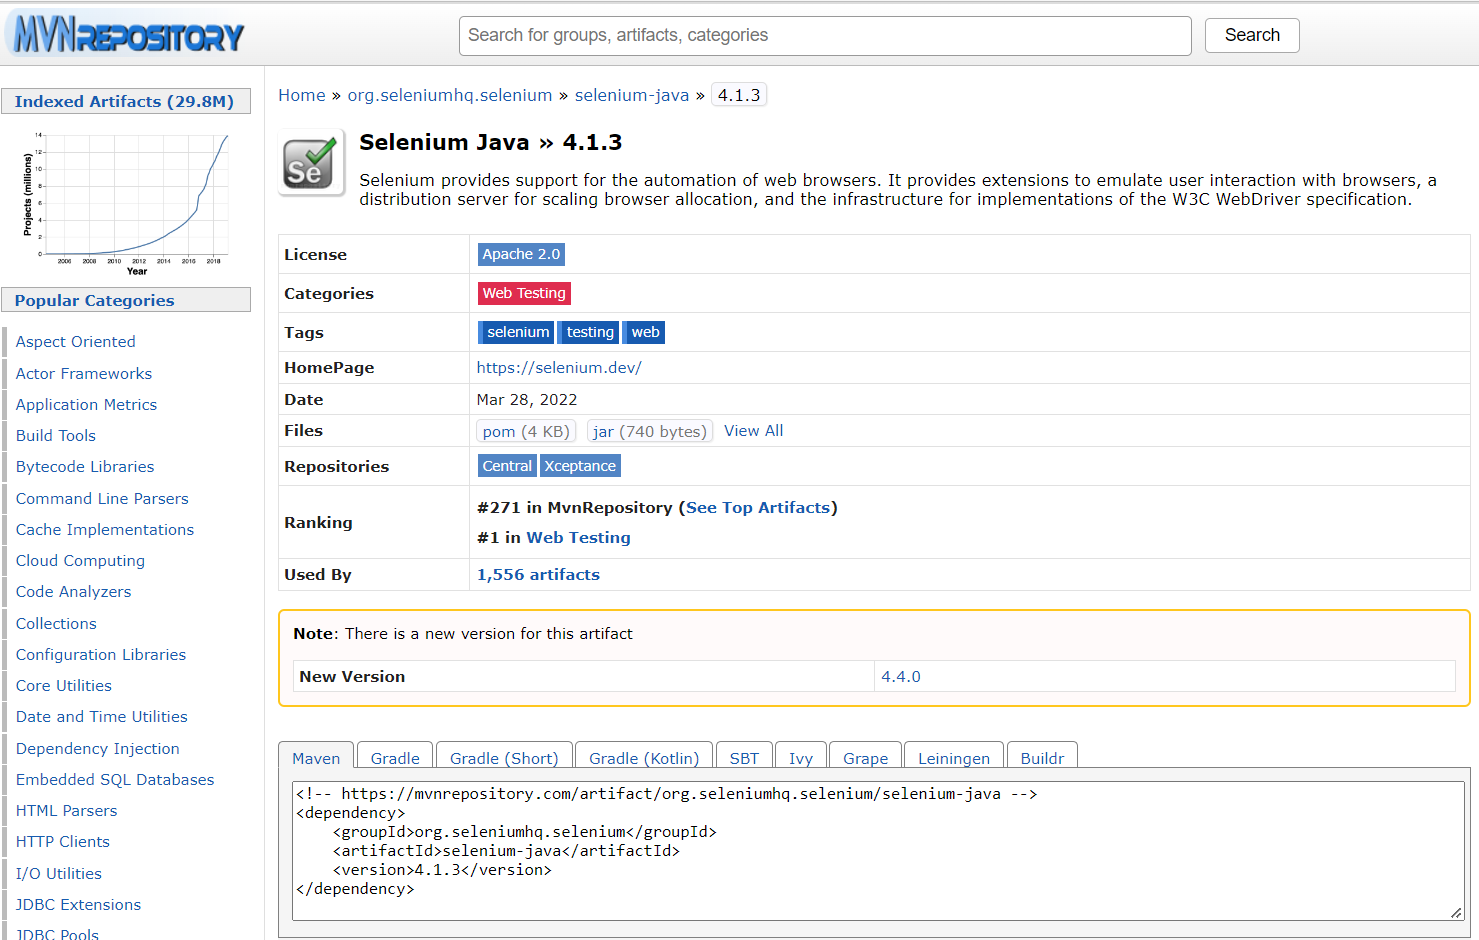 MVNREPOSITORY
Search for groups, artifacts, categories
Search
Indexed Artifacts (29.8M)
Projects (millions)
14
12
10
8
6
4
2
0
2006 2008 2010 2012 2014 2016 2018
Year
Popular Categories
Aspect Oriented
Actor Frameworks
Application Metrics
Build Tools
Bytecode Libraries
Command Line Parsers
Cache Implementations
Cloud Computing
Code Analyzers
Collections
Configuration Libraries
Core Utilities
Date and Time Utilities
Dependency Injection
Embedded SQL Databases
HTML Parsers
HTTP Clients
I/O Utilities
JDBC Extensions
JDBC Pools
Home » org.seleniumhq.selenium » selenium-java » 4.1.3
Se
Selenium Java » 4.1.3
Selenium provides support for the automation of web browsers. It provides extensions to emulate user interaction with browsers, a
distribution server for scaling browser allocation, and the infrastructure for implementations of the W3C WebDriver specification.
License Apache 2.0
Categories Web Testing
Tags selenium testing web
HomePage https://selenium.dev/
Date Mar 28, 2022
Files pom (4 KB) jar (740 bytes) View All
Repositories Central Xceptance
Ranking #271 in MvnRepository (See Top Artifacts)
#1 in Web Testing
Used By 1,556 artifacts
Note: There is a new version for this artifact
New Version 4.4.0
Maven Gradle Gradle (Short) Gradle (Kotlin) SBT Ivy Grape Leiningen Buildr
<!-- https://mvnrepository.com/artifact/org.seleniumhq.selenium/selenium-java -->
<dependency>
    <groupId>org.seleniumhq.selenium</groupId>
    <artifactId>selenium-java</artifactId>
    <version>4.1.3</version>
</dependency>